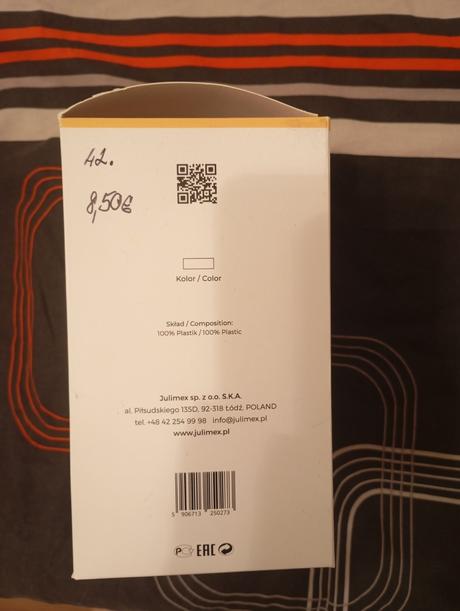 42.
8,50€
Kolor / Color
Skład / Composition:
100% Plastik / 100% Plastic
Julimex sp. z o.o. S.K.A.
al. Piłsudskiego 135D, 92-318 Łódź, POLAND
tel. +48 42 254 99 98 info@julimex.pl
www.julimex.pl
5 906713 250273
PCT EAC